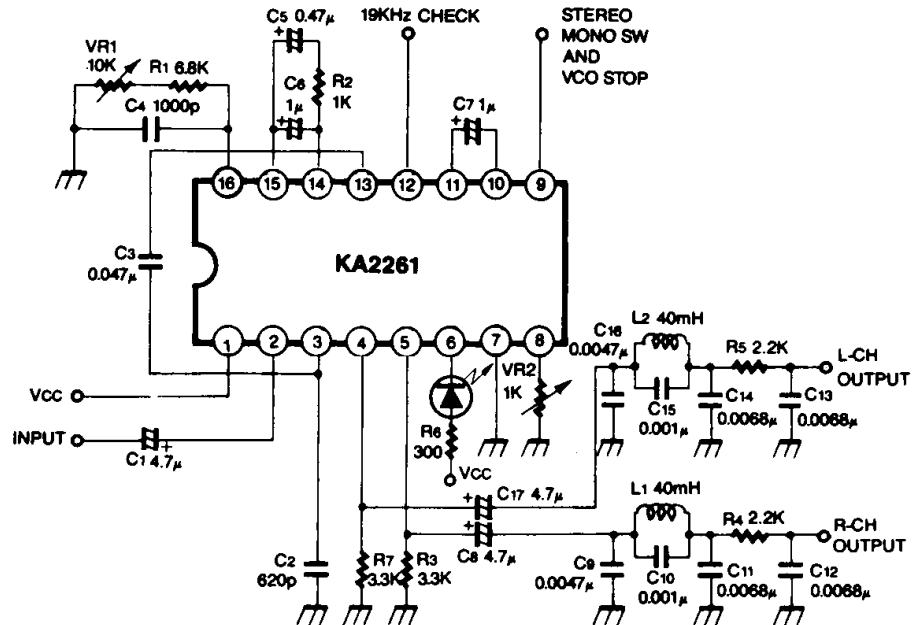 C5 0.47μ
19KHz CHECK
STEREO
MONO SW
AND
VCO STOP
VR1
10K
R1 6.8K
C4 1000p
C6
1μ
R2
1K
C7 1μ
16
15
14
13
12
11
10
9
C3
0.047μ
KA2261
1
2
3
4
5
6
7
8
VCC
INPUT
C1 4.7μ
VR2
1K
R6
300
VCC
C16
0.0047μ
L2 40mH
C15
0.001μ
R5 2.2K
C14
0.0068μ
C13
0.0068μ
L-CH
OUTPUT
C17 4.7μ
C8 4.7μ
L1 40mH
R4 2.2K
R-CH
OUTPUT
C2
620p
R7
3.3K
R3
3.3K
C9
0.0047μ
C10
0.001μ
C11
0.0068μ
C12
0.0068μ
+
+
+
+
+
+